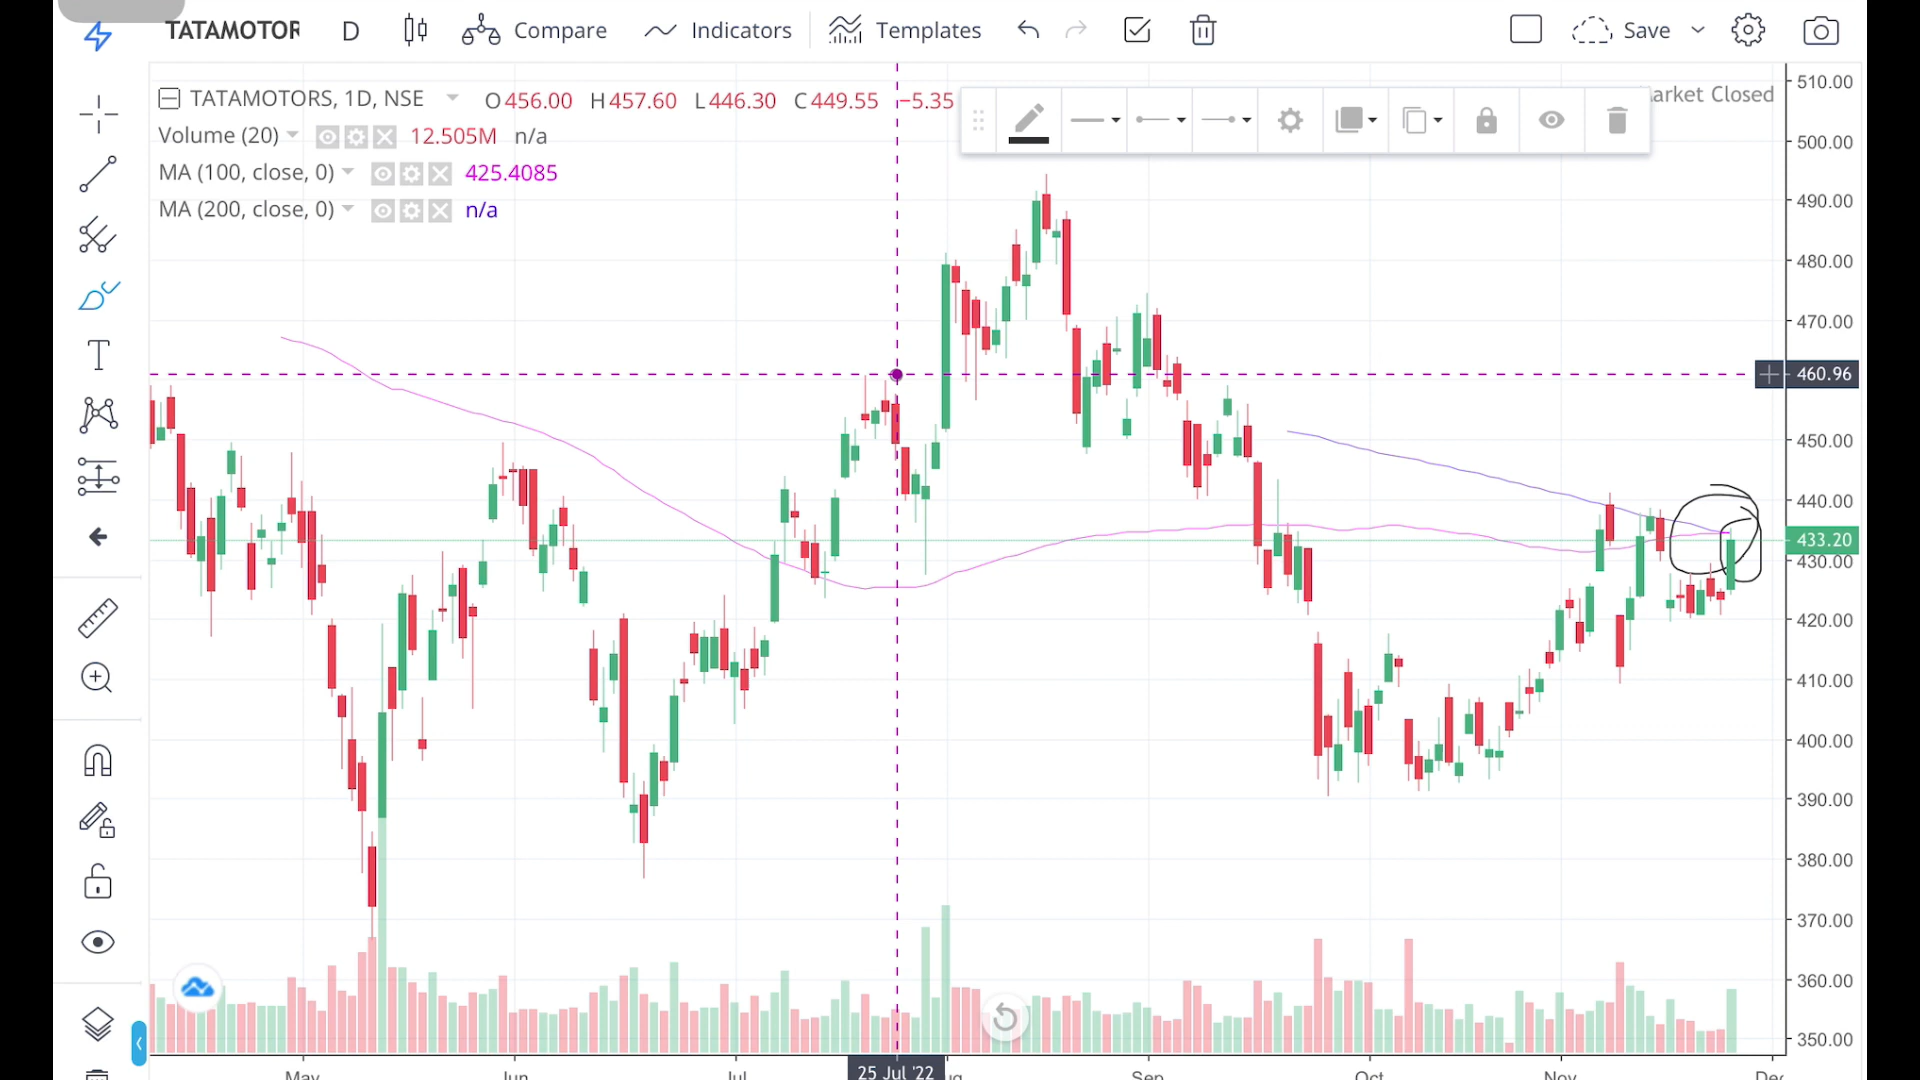 TATAMOTOR D Compare Indicators Templates Save
TATAMOTORS, 1D, NSE O456.00 H457.60 L446.30 C449.55 −5.35
arket Closed
Volume (20) 12.505M n/a
MA (100, close, 0) 425.4085
MA (200, close, 0) n/a
510.00
500.00
490.00
480.00
470.00
460.96
450.00
440.00
433.20
430.00
420.00
410.00
400.00
390.00
380.00
370.00
360.00
350.00
May Jun Jul 25 Jul '22 ug Sep Oct Nov Dec